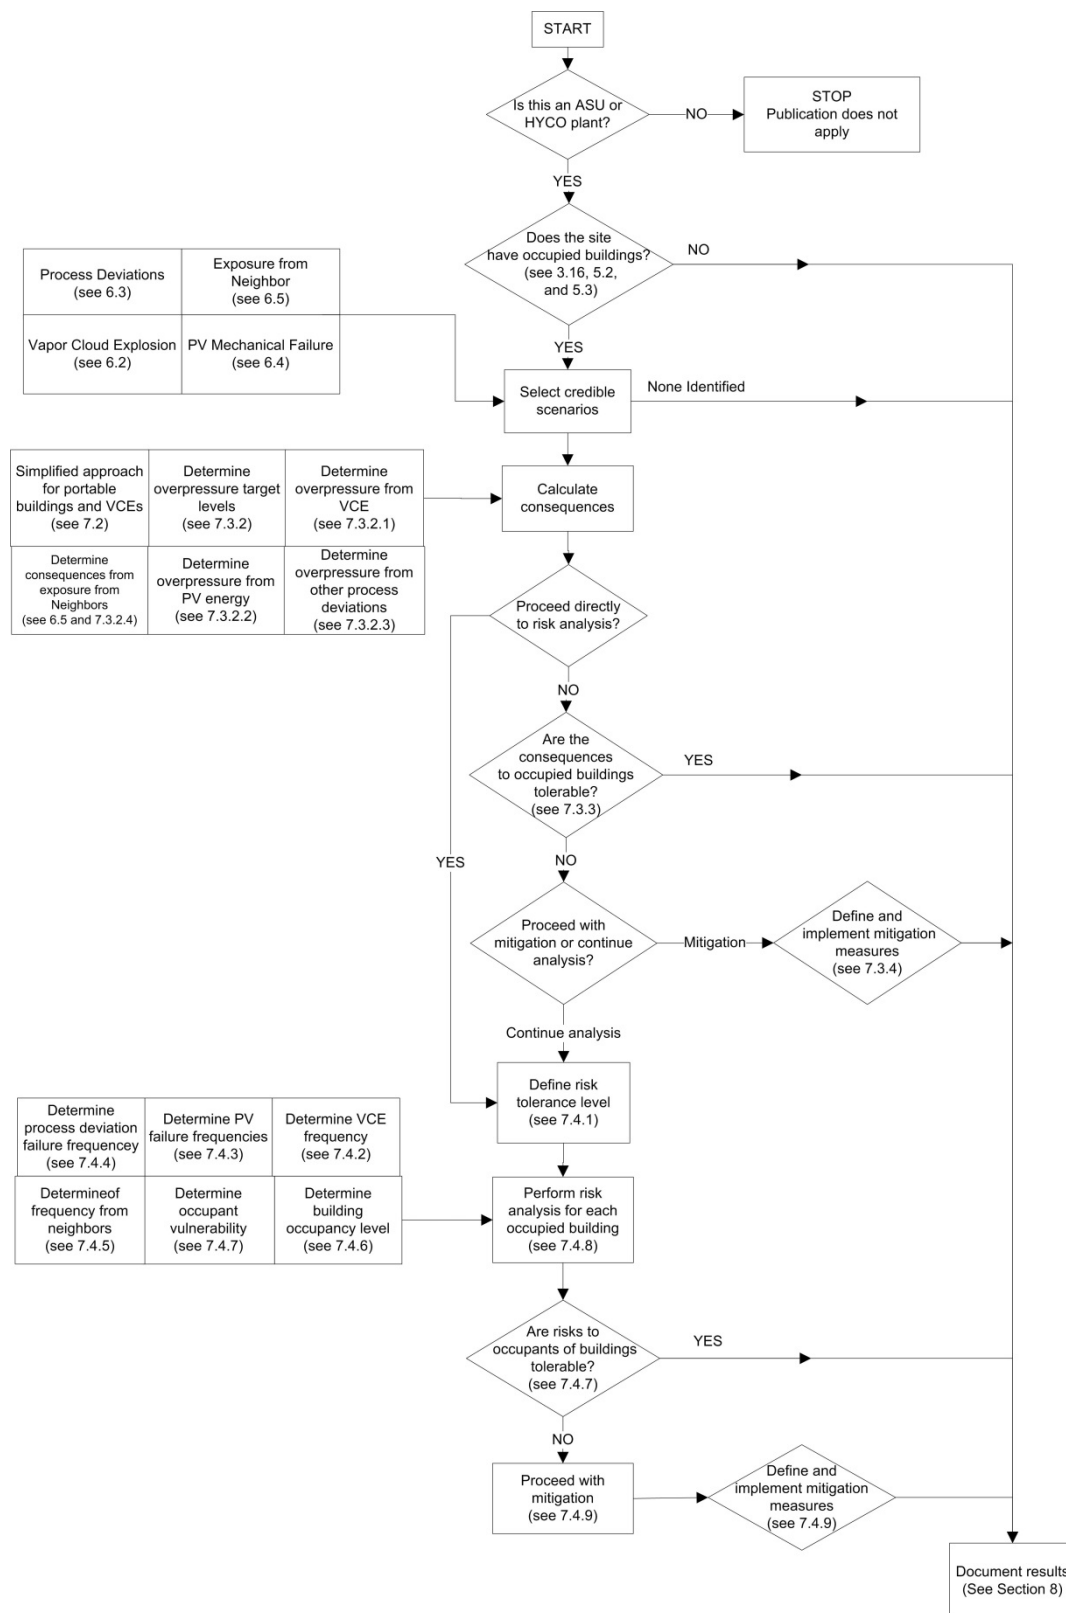 START
Is this an ASU or
HYCO plant?
NO
STOP
Publication does not
apply
YES
Does the site
have occupied buildings?
(see 3.16, 5.2,
and 5.3)
NO
Process Deviations
(see 6.3)
Exposure from
Neighbor
(see 6.5)
Vapor Cloud Explosion
(see 6.2)
PV Mechanical Failure
(see 6.4)
YES
Select credible
scenarios
None Identified
Simplified approach
for portable
buildings and VCEs
(see 7.2)
Determine
overpressure target
levels
(see 7.3.2)
Determine
overpressure from
VCE
(see 7.3.2.1)
Calculate
consequences
Determine
consequences from
exposure from
Neighbors
(see 6.5 and 7.3.2.4)
Determine
overpressure from
PV energy
(see 7.3.2.2)
Determine
overpressure from
other process
deviations
(see 7.3.2.3)
Proceed directly
to risk analysis?
NO
Are the
consequences
to occupied buildings
tolerable?
(see 7.3.3)
YES
YES
NO
Proceed with
mitigation or continue
analysis?
Mitigation
Define and
implement mitigation
measures
(see 7.3.4)
Continue analysis
Define risk
tolerance level
(see 7.4.1)
Determine
process deviation
failure frequencey
(see 7.4.4)
Determine PV
failure frequencies
(see 7.4.3)
Determine VCE
frequency
(see 7.4.2)
Determineof
frequency from
neighbors
(see 7.4.5)
Determine
occupant
vulnerability
(see 7.4.7)
Determine
building
occupancy level
(see 7.4.6)
Perform risk
analysis for each
occupied building
(see 7.4.8)
Are risks to
occupants of buildings
tolerable?
(see 7.4.7)
YES
NO
Proceed with
mitigation
(see 7.4.9)
Define and
implement mitigation
measures
(see 7.4.9)
Document results
(See Section 8)